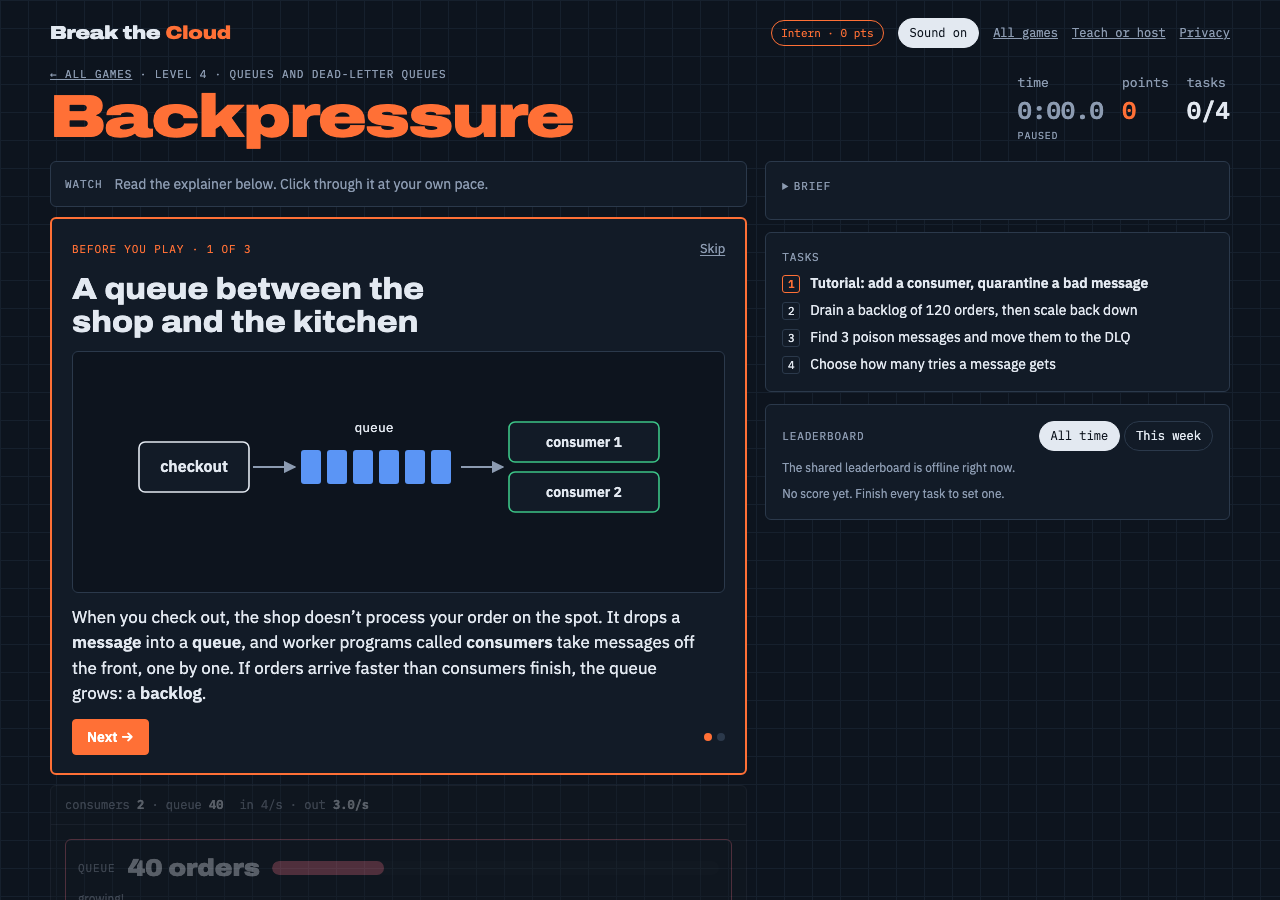 Break the Cloud
Intern · 0 pts
Sound on
All games
Teach or host
Privacy
← ALL GAMES · LEVEL 4 · QUEUES AND DEAD-LETTER QUEUES
Backpressure
time
0:00.0
PAUSED
points
0
tasks
0/4
WATCH Read the explainer below. Click through it at your own pace.
BEFORE YOU PLAY · 1 OF 3
Skip
A queue between the
shop and the kitchen
checkout
queue
consumer 1
consumer 2
When you check out, the shop doesn’t process your order on the spot. It drops a
message into a queue, and worker programs called consumers take messages off
the front, one by one. If orders arrive faster than consumers finish, the queue
grows: a backlog.
Next →
consumers 2 · queue 40 in 4/s · out 3.0/s
QUEUE 40 orders
growing!
▶ BRIEF
TASKS
1 Tutorial: add a consumer, quarantine a bad message
2 Drain a backlog of 120 orders, then scale back down
3 Find 3 poison messages and move them to the DLQ
4 Choose how many tries a message gets
LEADERBOARD
All time
This week
The shared leaderboard is offline right now.
No score yet. Finish every task to set one.